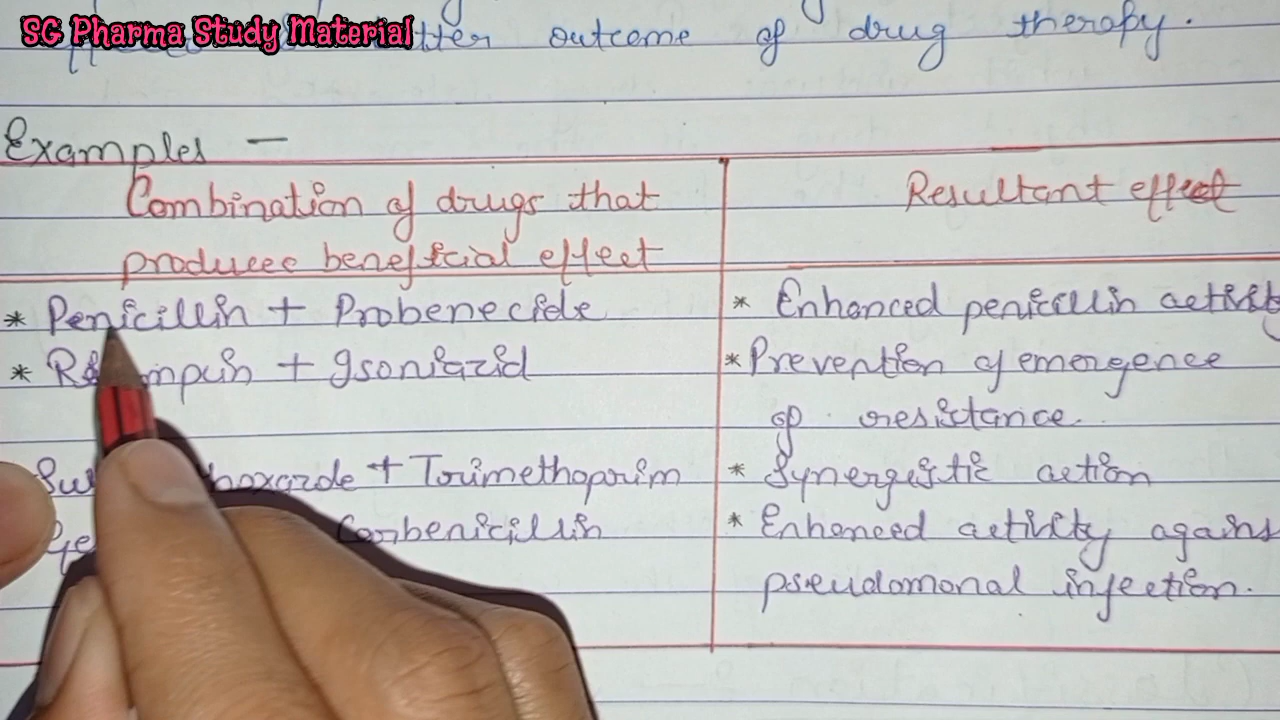 SG Pharma Study Material
outcome of drug therapy.
Examples —
Combination of drugs that
Resultant effect
produce beneficial effect
* Penicillin + Probenecide
* Enhanced penicillin activity
* + Isoniazid
* Prevention of emergence
of resistance.
+ Trimethoprim
* Synergistic action
Carbenicillin
* Enhanced activity agains
pseudomonal infection.